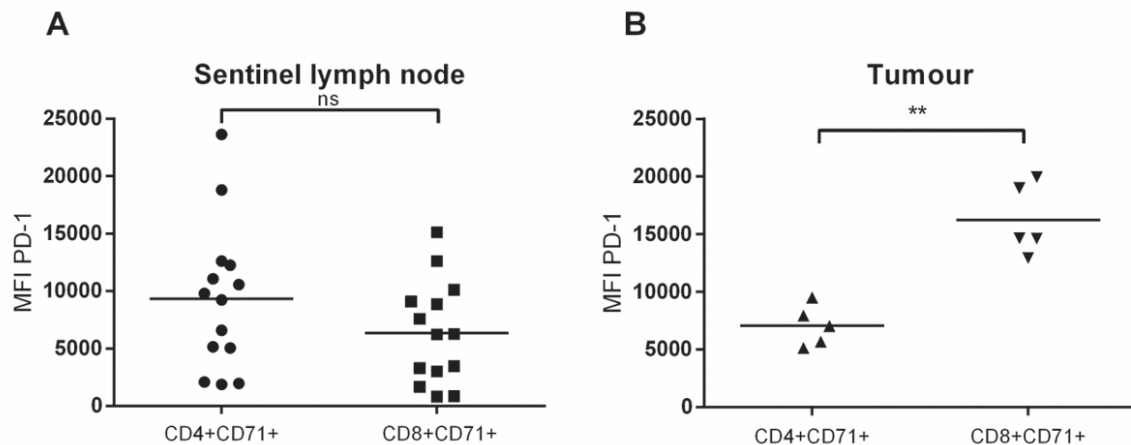 A
Sentinel lymph node
ns
MFI PD-1
25000
20000
15000
10000
5000
0
CD4+CD71+ CD8+CD71+
B
Tumour
**
MFI PD-1
25000
20000
15000
10000
5000
0
CD4+CD71+ CD8+CD71+